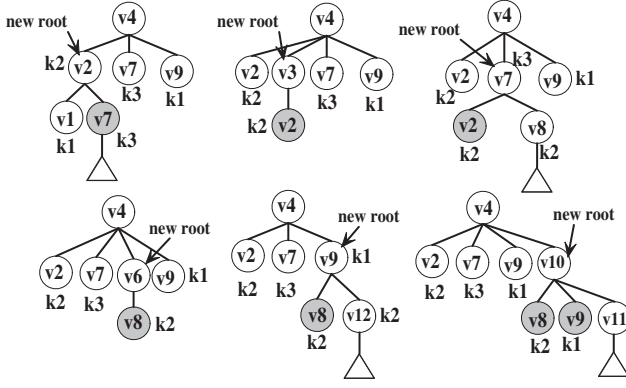 new root v4
k2 v2 v7 v9
k3 k1
v1 v7
k1 k3
new root v4
v2 v3 v7 v9
k2 k3 k1
k2 v2
v4
new root k3
v2 v7 v9 k1
k2
v2 v8
k2 k2
v4
new root
v2 v7 v6 v9 k1
k2 k3
v8 k2
v4 new root
v2 v7 v9 k1
k2 k3
v8 v12 k2
k2
v4 new root
v2 v7 v9 v10
k2 k3 k1
v8 v9 v11
k2 k1